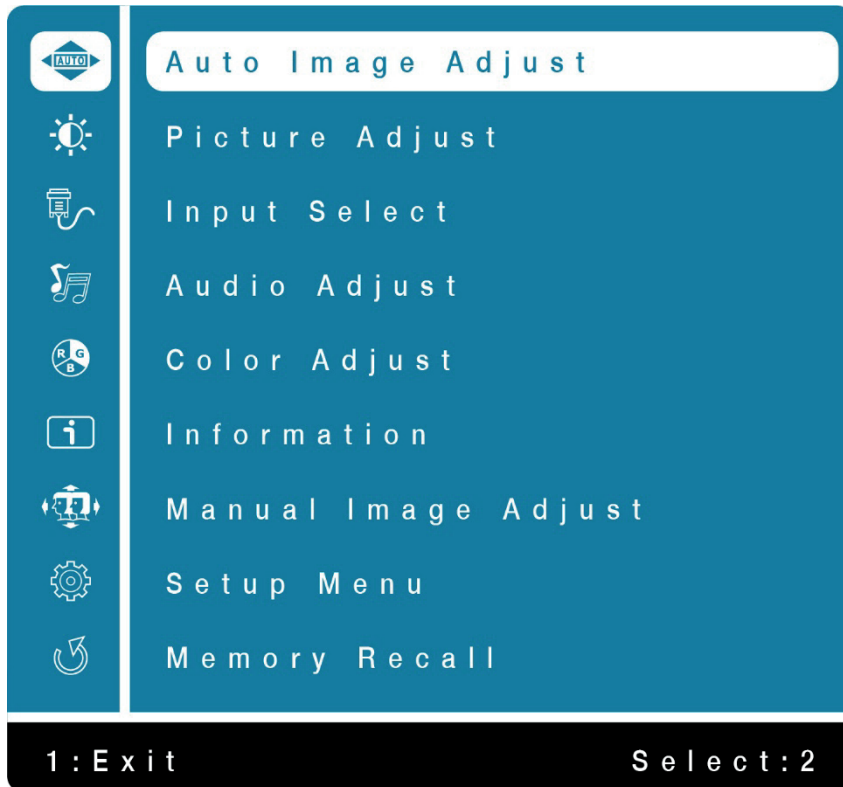 AUTO
Auto Image Adjust
Picture Adjust
Input Select
Audio Adjust
R G
B
Color Adjust
i
Information
Manual Image Adjust
Setup Menu
Memory Recall
1:Exit Select:2